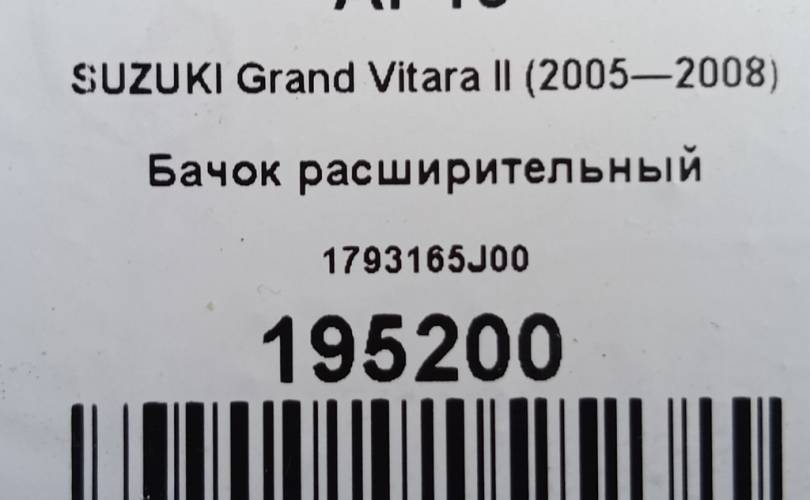 SUZUKI Grand Vitara II (2005—2008)
Бачок расширительный
1793165J00
195200